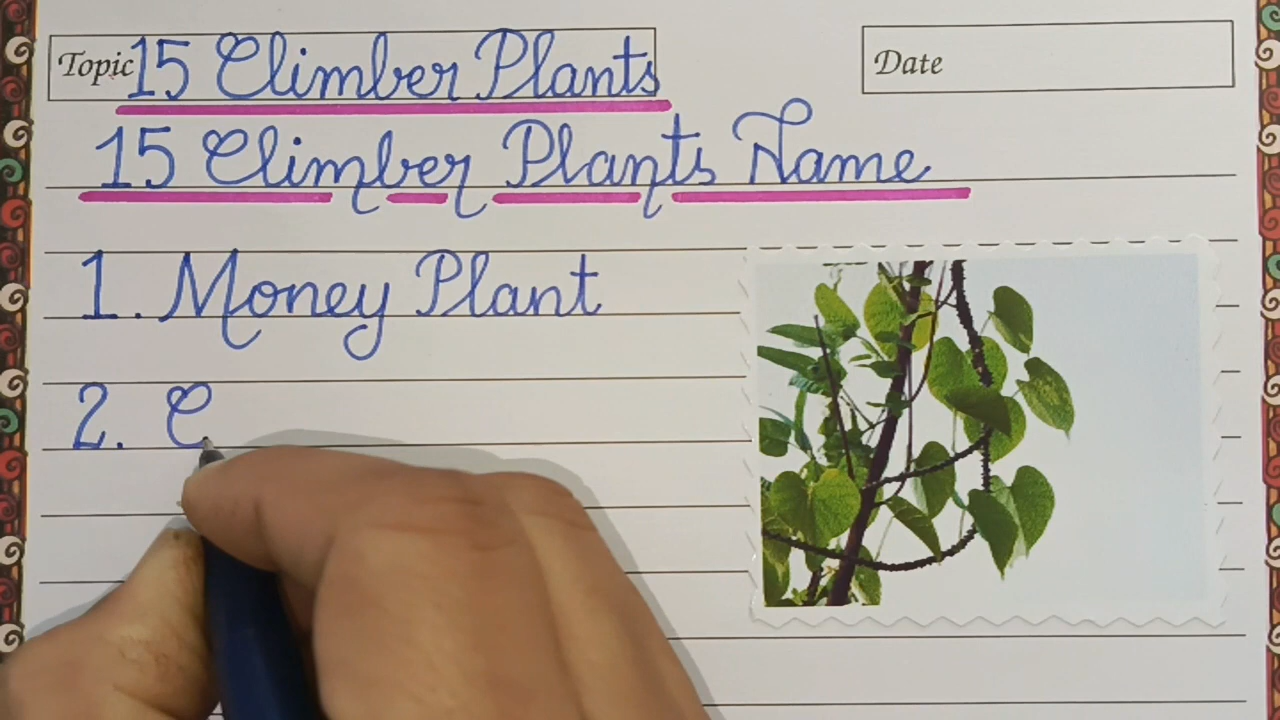 Topic 15 Climber Plants
Date
15 Climber Plants Name
1. Money Plant
2. C